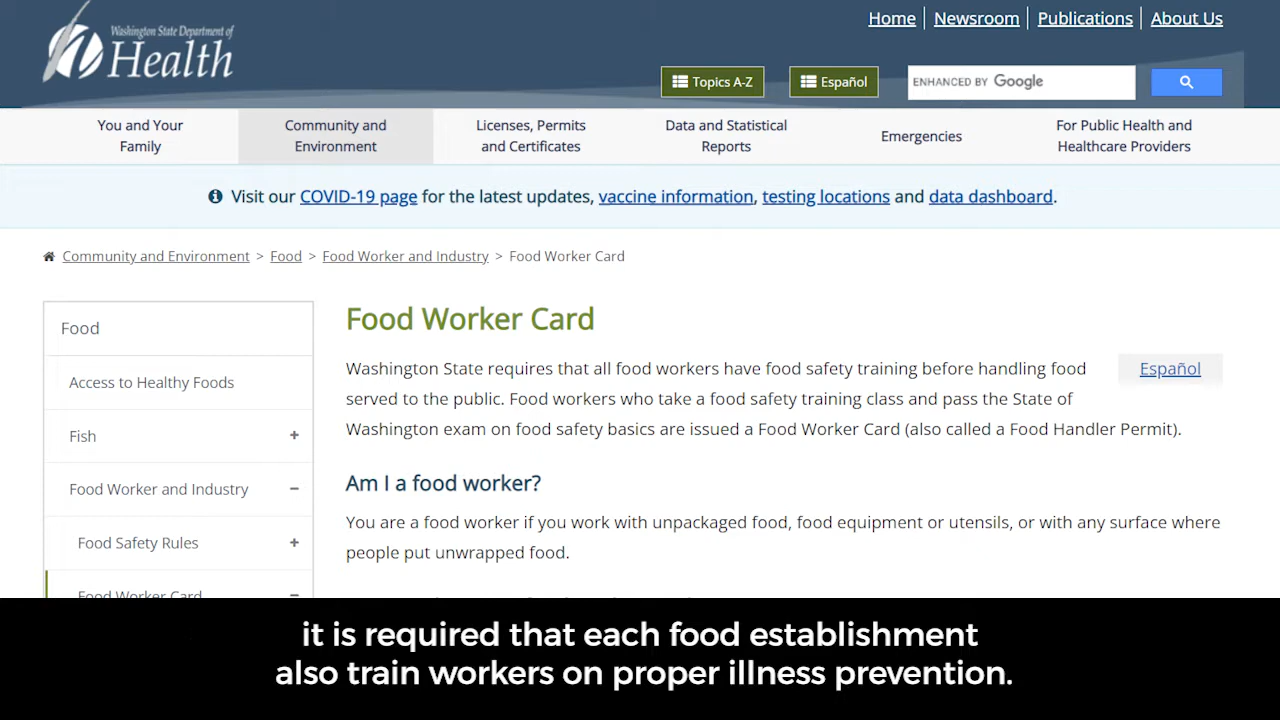 Washington State Department of
Health
Home
Newsroom
Publications
About Us
Topics A-Z
Español
ENHANCED BY Google
You and Your
Family
Community and
Environment
Licenses, Permits
and Certificates
Data and Statistical
Reports
Emergencies
For Public Health and
Healthcare Providers
Visit our COVID-19 page for the latest updates, vaccine information, testing locations and data dashboard.
Community and Environment > Food > Food Worker and Industry > Food Worker Card
Food
Access to Healthy Foods
Fish +
Food Worker and Industry −
Food Safety Rules +
Food Worker Card −
Food Worker Card
Español
Washington State requires that all food workers have food safety training before handling food
served to the public. Food workers who take a food safety training class and pass the State of
Washington exam on food safety basics are issued a Food Worker Card (also called a Food Handler Permit).
Am I a food worker?
You are a food worker if you work with unpackaged food, food equipment or utensils, or with any surface where
people put unwrapped food.
it is required that each food establishment
also train workers on proper illness prevention.